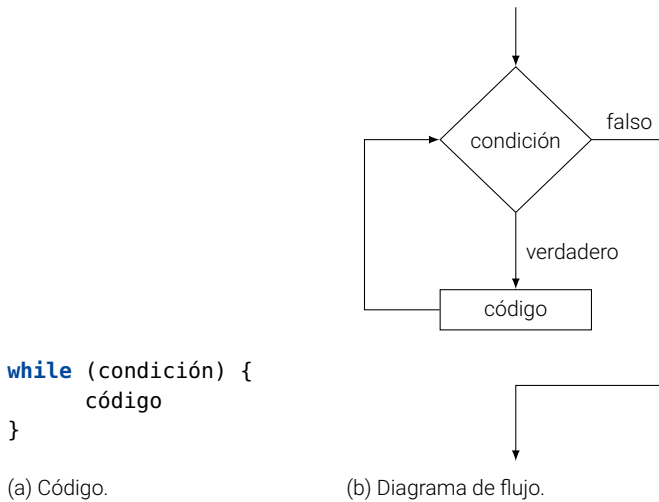 condición
falso
verdadero
código
while (condición) {
código
}
(a) Código.
(b) Diagrama de flujo.